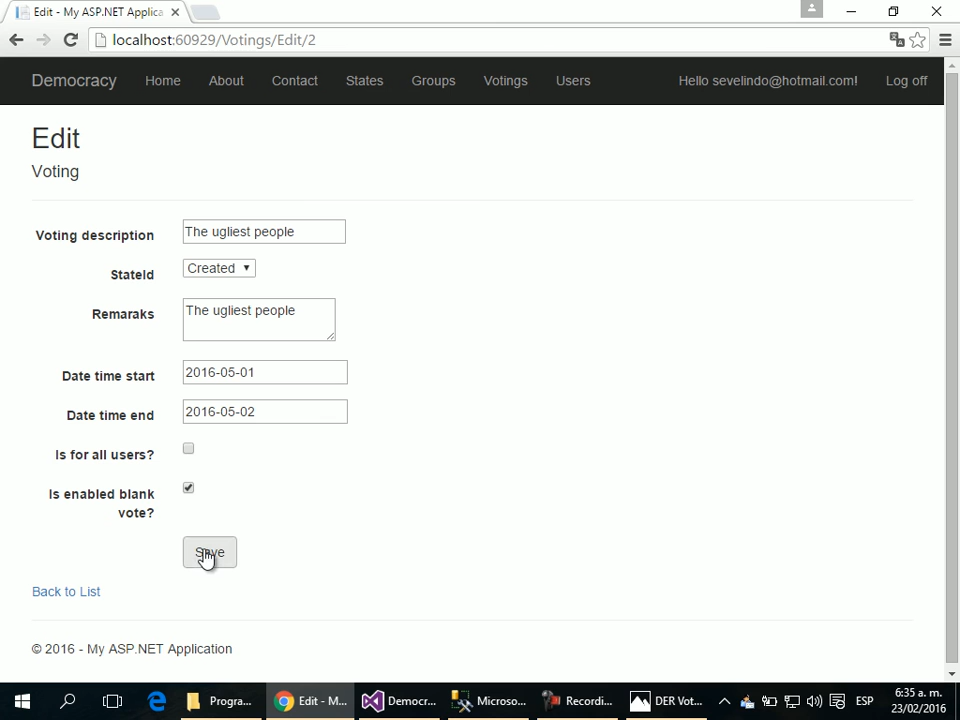 Edit - My ASP.NET Applica
localhost:60929/Votings/Edit/2
Democracy Home About Contact States Groups Votings Users Hello sevelindo@hotmail.com! Log off
Edit
Voting
Voting description The ugliest people
StateId Created
Remaraks The ugliest people
Date time start 2016-05-01
Date time end 2016-05-02
Is for all users?
Is enabled blank
vote?
Save
Back to List
© 2016 - My ASP.NET Application
Progra... Edit - M... Democr... Microso... Recordi... DER Vot... ESP 6:35 a. m.
23/02/2016